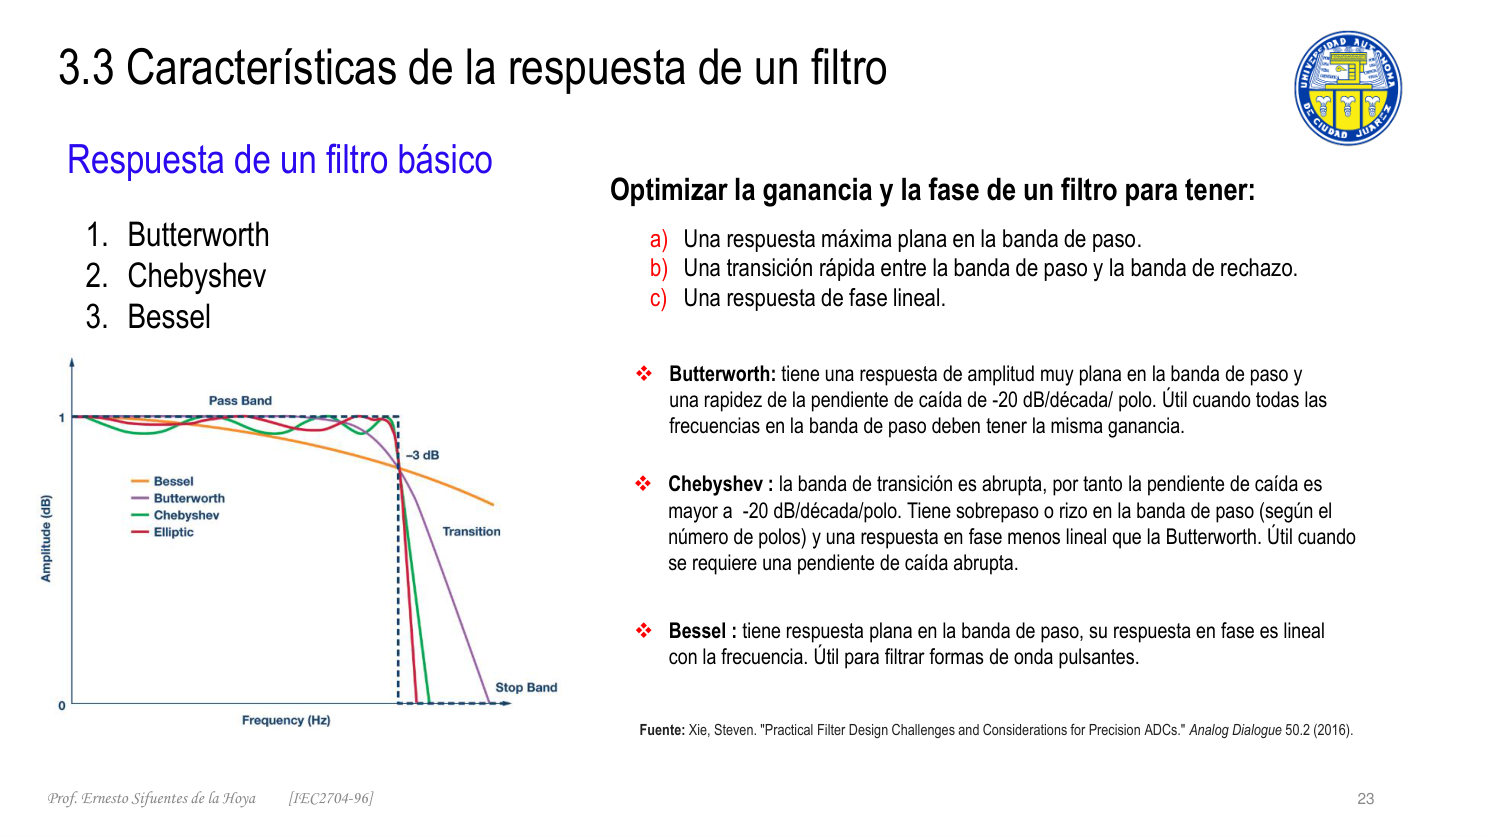 3.3 Características de la respuesta de un filtro
UNIVERSIDAD AUTONOMA
DE CIUDAD JUAREZ
Respuesta de un filtro básico
1. Butterworth
2. Chebyshev
3. Bessel
Optimizar la ganancia y la fase de un filtro para tener:
a) Una respuesta máxima plana en la banda de paso.
b) Una transición rápida entre la banda de paso y la banda de rechazo.
c) Una respuesta de fase lineal.
Pass Band
1
–3 dB
Bessel
Butterworth
Chebyshev
Elliptic
Transition
Amplitude (dB)
Stop Band
0
Frequency (Hz)
❖ Butterworth: tiene una respuesta de amplitud muy plana en la banda de paso y
una rapidez de la pendiente de caída de -20 dB/década/ polo. Útil cuando todas las
frecuencias en la banda de paso deben tener la misma ganancia.
❖ Chebyshev : la banda de transición es abrupta, por tanto la pendiente de caída es
mayor a -20 dB/década/polo. Tiene sobrepaso o rizo en la banda de paso (según el
número de polos) y una respuesta en fase menos lineal que la Butterworth. Útil cuando
se requiere una pendiente de caída abrupta.
❖ Bessel : tiene respuesta plana en la banda de paso, su respuesta en fase es lineal
con la frecuencia. Útil para filtrar formas de onda pulsantes.
Fuente: Xie, Steven. "Practical Filter Design Challenges and Considerations for Precision ADCs." Analog Dialogue 50.2 (2016).
Prof. Ernesto Sifuentes de la Hoya [IEC2704-96]
23